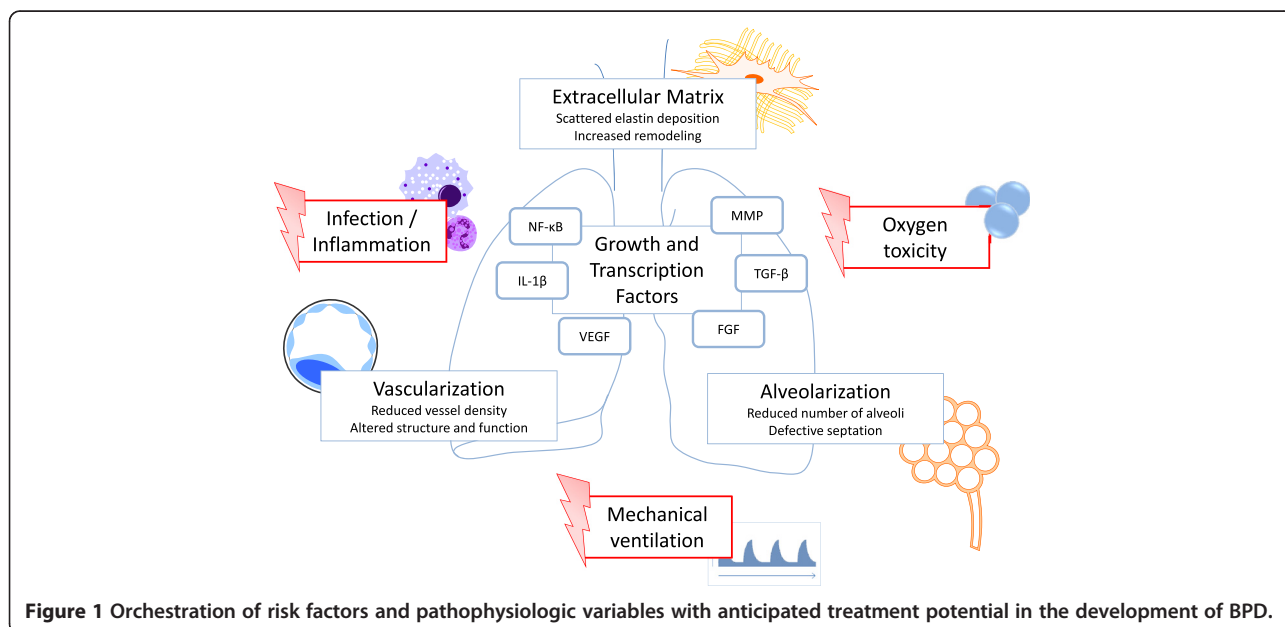 Extracellular Matrix
Scattered elastin deposition
Increased remodeling
Infection /
Inflammation
Oxygen
toxicity
NF-κB
IL-1β
VEGF
Growth and
Transcription
Factors
MMP
TGF-β
FGF
Vascularization
Reduced vessel density
Altered structure and function
Alveolarization
Reduced number of alveoli
Defective septation
Mechanical
ventilation
Figure 1 Orchestration of risk factors and pathophysiologic variables with anticipated treatment potential in the development of BPD.